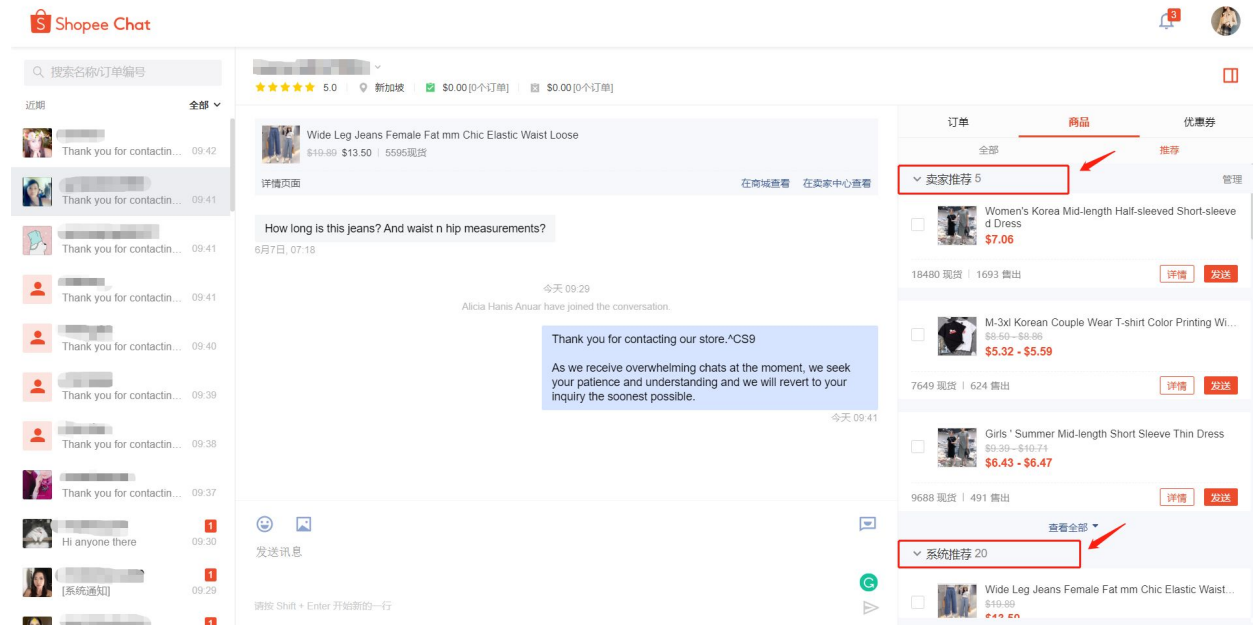 Shopee Chat
3
搜索名称/订单编号
近期
全部
Thank you for contactin... 09:42
Thank you for contactin... 09:41
Thank you for contactin... 09:41
Thank you for contactin... 09:41
Thank you for contactin... 09:40
Thank you for contactin... 09:39
Thank you for contactin... 09:38
Thank you for contactin... 09:37
1
Hi anyone there 09:30
1
[系统通知] 09:29
1
5.0 新加坡 $0.00 [0个订单] $0.00 [0个订单]
Wide Leg Jeans Female Fat mm Chic Elastic Waist Loose
$19.89 $13.50 | 5595现货
详情页面 在商城查看 在卖家中心查看
How long is this jeans? And waist n hip measurements?
6月7日, 07:18
今天 09:29
Alicia Hanis Anuar have joined the conversation.
Thank you for contacting our store.^CS9
As we receive overwhelming chats at the moment, we seek
your patience and understanding and we will revert to your
inquiry the soonest possible.
今天 09:41
发送讯息
请按 Shift + Enter 开始新的一行
订单 商品 优惠券
全部 推荐
卖家推荐 5 管理
Women's Korea Mid-length Half-sleeved Short-sleeve
d Dress
$7.06
18480 现货 | 1693 售出 详情 发送
M-3xl Korean Couple Wear T-shirt Color Printing Wi...
$8.50 - $8.86
$5.32 - $5.59
7649 现货 | 624 售出 详情 发送
Girls ' Summer Mid-length Short Sleeve Thin Dress
$9.39 - $10.71
$6.43 - $6.47
9688 现货 | 491 售出 详情 发送
查看全部
系统推荐 20
Wide Leg Jeans Female Fat mm Chic Elastic Waist...
$19.89
$13.50